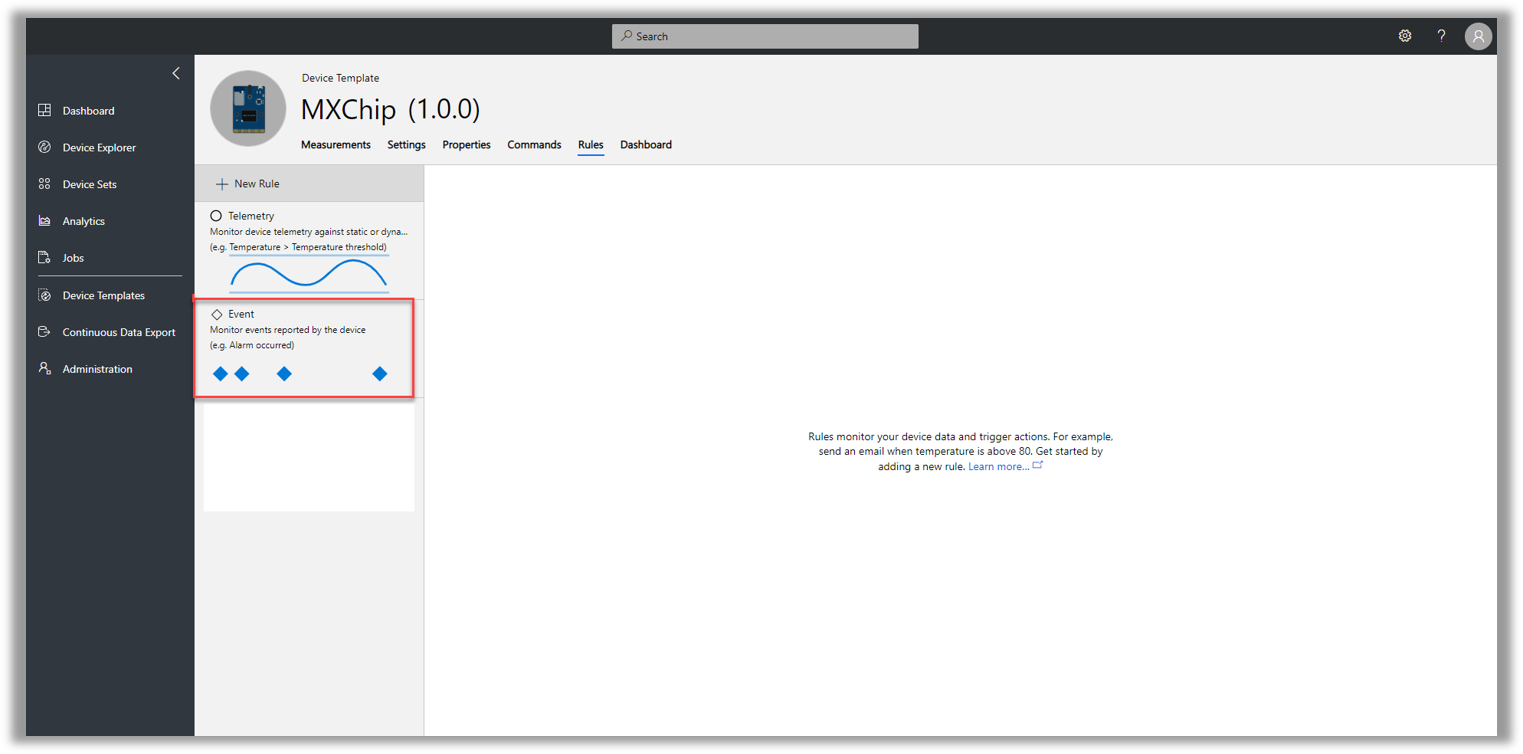 Search
?
Dashboard
Device Explorer
Device Sets
Analytics
Jobs
Device Templates
Continuous Data Export
Administration
Device Template
MXChip (1.0.0)
Measurements Settings Properties Commands Rules Dashboard
New Rule
Telemetry
Monitor device telemetry against static or dyna...
(e.g. Temperature > Temperature threshold)
Event
Monitor events reported by the device
(e.g. Alarm occurred)
Rules monitor your device data and trigger actions. For example,
send an email when temperature is above 80. Get started by
adding a new rule. Learn more...